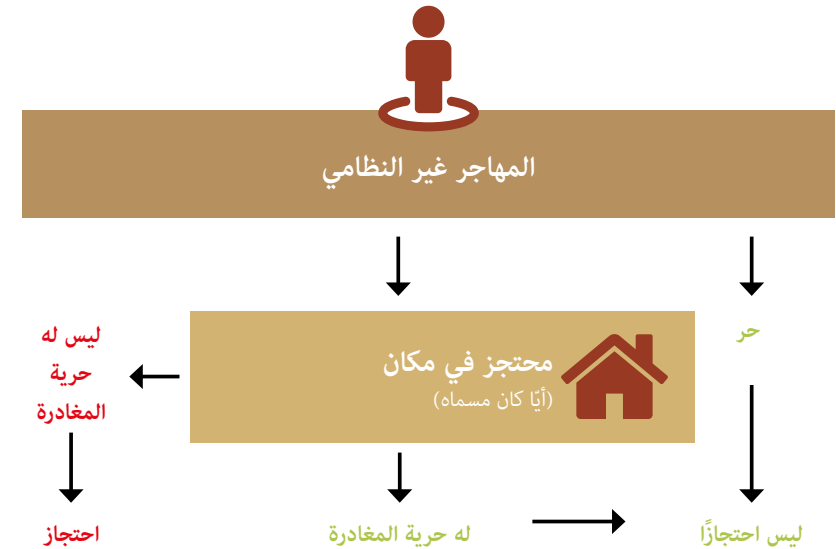 المهاجر غير النظامي
حر
محتجز في مكان
(أيّا كان مسماه)
ليس له
حرية
المغادرة
ليس احتجازًا
له حرية المغادرة
احتجاز